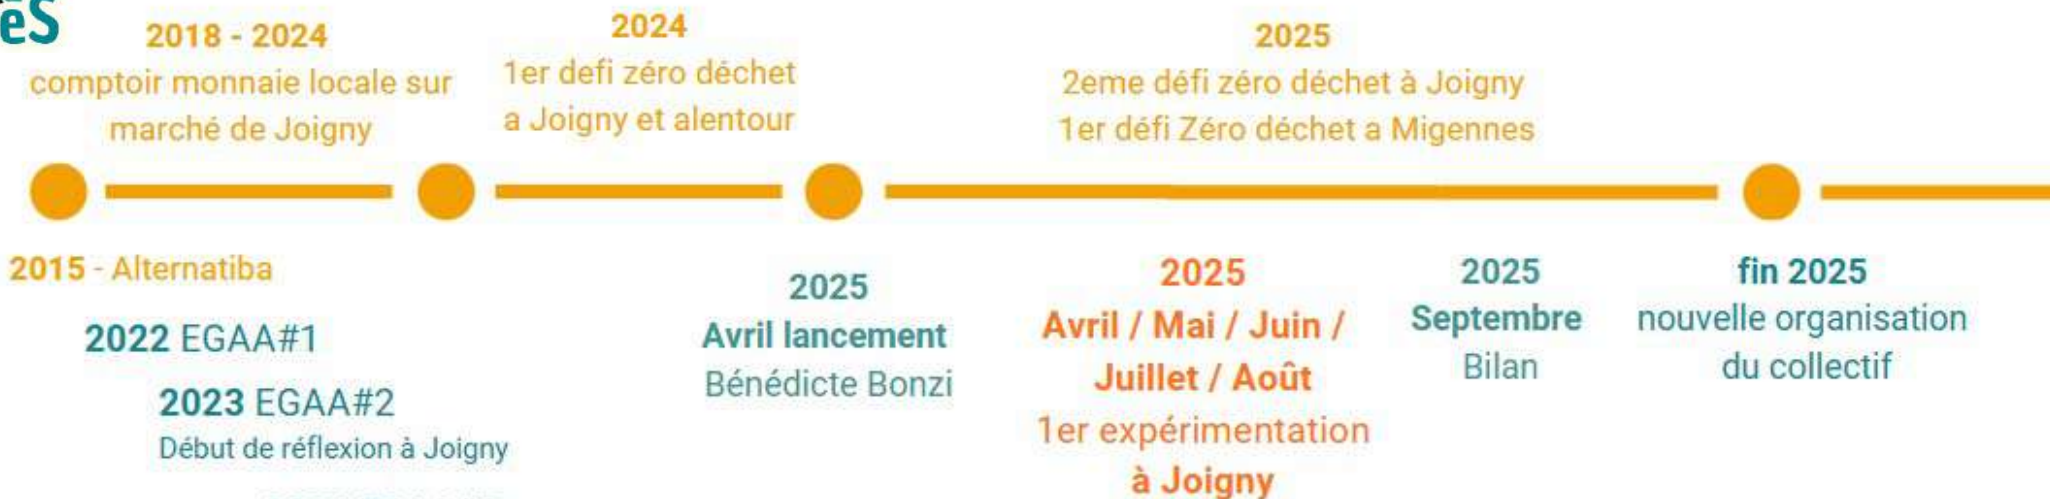 ēS
2018 - 2024
comptoir monnaie locale sur
marché de Joigny
2024
1er defi zéro déchet
a Joigny et alentour
2025
2eme défi zéro déchet à Joigny
1er défi Zéro déchet a Migennes
2015 - Alternatiba
2022 EGAA#1
2023 EGAA#2
Début de réflexion à Joigny
2025
Avril lancement
Bénédicte Bonzi
2025
Avril / Mai / Juin /
Juillet / Août
1er expérimentation
à Joigny
2025
Septembre
Bilan
fin 2025
nouvelle organisation
du collectif